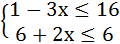 1 − 3x ≤ 16
6 + 2x ≤ 6